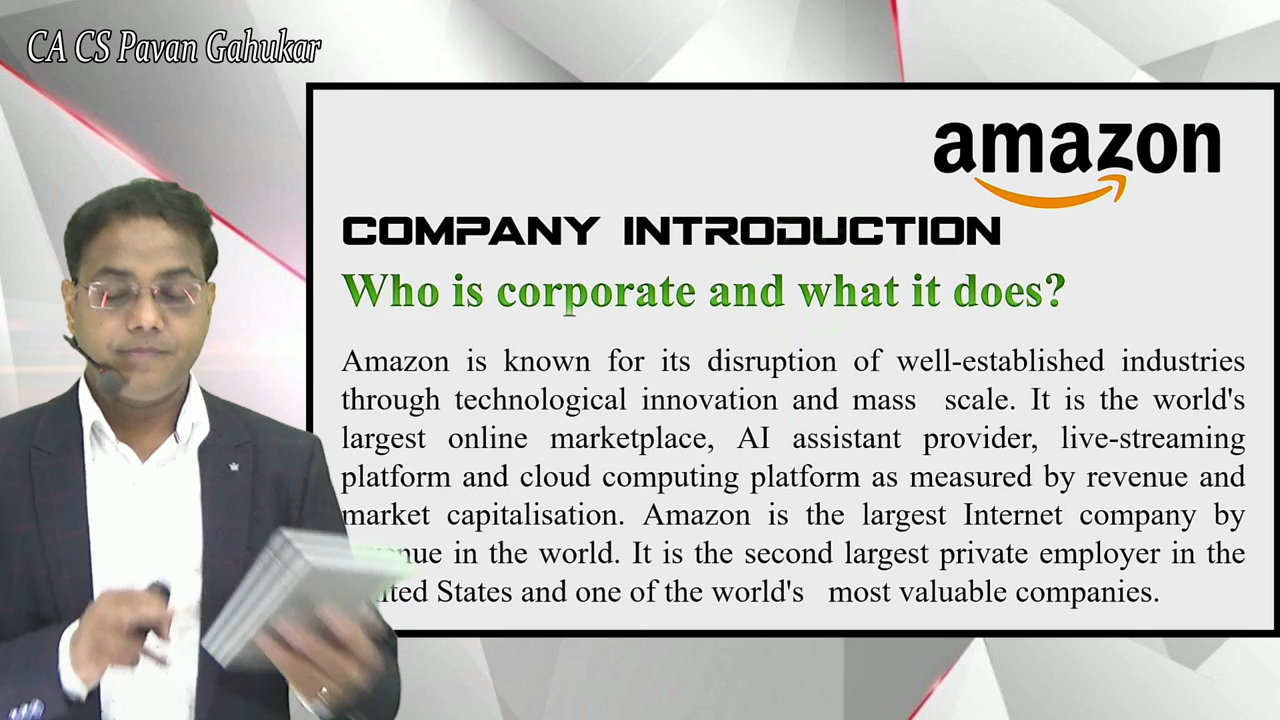 CA CS Pavan Gahukar
amazon
COMPANY INTRODUCTION
Who is corporate and what it does?
Amazon is known for its disruption of well-established industries
through technological innovation and mass scale. It is the world's
largest online marketplace, AI assistant provider, live-streaming
platform and cloud computing platform as measured by revenue and
market capitalisation. Amazon is the largest Internet company by
revenue in the world. It is the second largest private employer in the
United States and one of the world's most valuable companies.